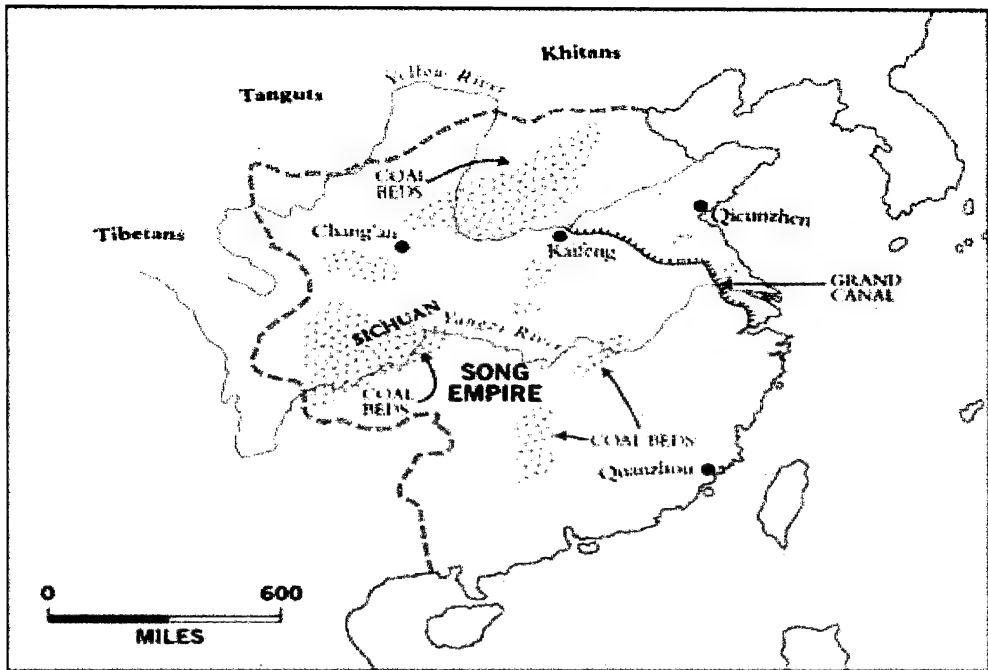 Khitans
Yellow River
Tanguts
COAL
BEDS
Tibetans
Chang'an
Kaifeng
Qicunzhen
GRAND
CANAL
SICHUAN
Yangzi River
SONG
EMPIRE
COAL
BEDS
COAL BEDS
Quanzhou
0
600
MILES